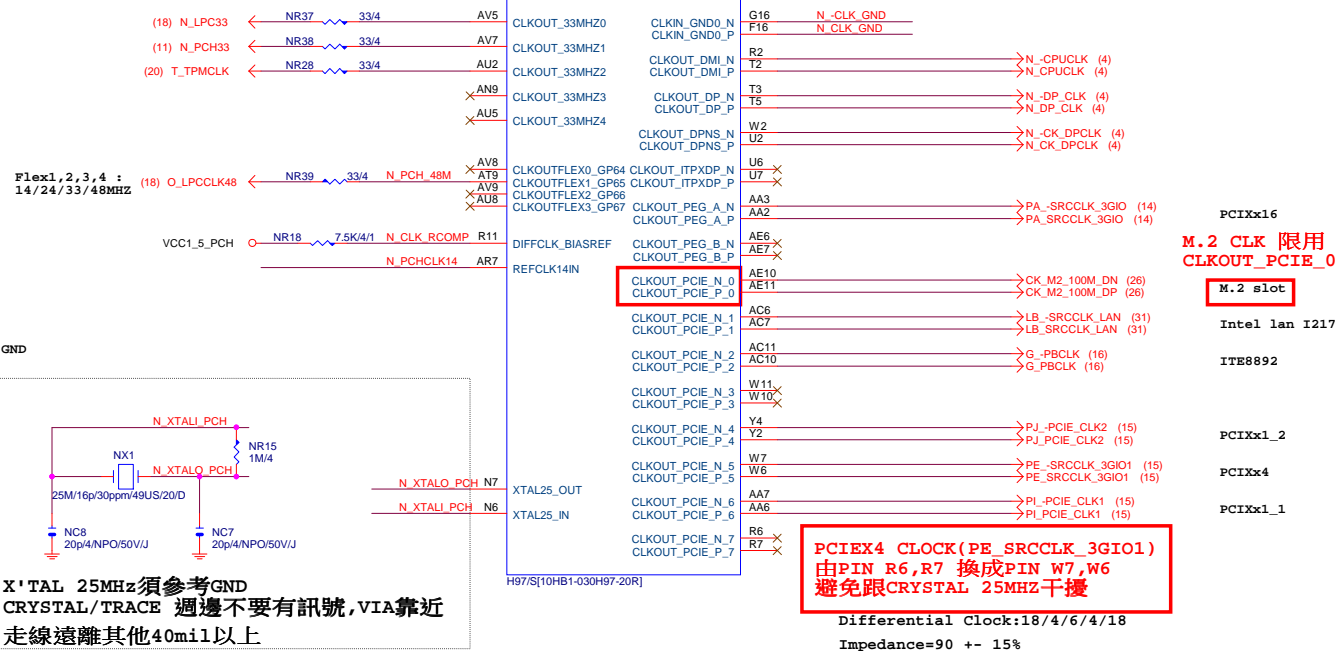 (18) N_LPC33 NR37 33/4 AV5 CLKOUT_33MHZ0
(11) N_PCH33 NR38 33/4 AV7 CLKOUT_33MHZ1
(20) T_TPMCLK NR28 33/4 AU2 CLKOUT_33MHZ2
AN9 CLKOUT_33MHZ3
AU5 CLKOUT_33MHZ4
Flex1,2,3,4 :
14/24/33/48MHZ
AV8 CLKOUTFLEX0_GP64
(18) O_LPCCLK48 NR39 33/4 N_PCH_48M AT9 CLKOUTFLEX1_GP65
AV9 CLKOUTFLEX2_GP66
AU8 CLKOUTFLEX3_GP67
VCC1_5_PCH NR18 7.5K/4/1 N_CLK_RCOMP R11 DIFFCLK_BIASREF
N_PCHCLK14 AR7 REFCLK14IN
N_XTALO_PCH N7 XTAL25_OUT
N_XTALI_PCH N6 XTAL25_IN
CLKIN_GND0_N G16 N_-CLK_GND
CLKIN_GND0_P F16 N_CLK_GND
CLKOUT_DMI_N R2 N_-CPUCLK (4)
CLKOUT_DMI_P T2 N_CPUCLK (4)
CLKOUT_DP_N T3 N_-DP_CLK (4)
CLKOUT_DP_P T5 N_DP_CLK (4)
CLKOUT_DPNS_N W2 N_-CK_DPCLK (4)
CLKOUT_DPNS_P U2 N_CK_DPCLK (4)
CLKOUT_ITPXDP_N U6
CLKOUT_ITPXDP_P U7
CLKOUT_PEG_A_N AA3 PA_-SRCCLK_3GIO (14)
CLKOUT_PEG_A_P AA2 PA_SRCCLK_3GIO (14)
PCIXx16
CLKOUT_PEG_B_N AE6
CLKOUT_PEG_B_P AE7
M.2 CLK 限用
CLKOUT_PCIE_0
CLKOUT_PCIE_N_0 AE10 CK_M2_100M_DN (26)
CLKOUT_PCIE_P_0 AE11 CK_M2_100M_DP (26)
M.2 slot
CLKOUT_PCIE_N_1 AC6 LB_-SRCCLK_LAN (31)
CLKOUT_PCIE_P_1 AC7 LB_SRCCLK_LAN (31)
Intel lan I217
CLKOUT_PCIE_N_2 AC11 G_-PBCLK (16)
CLKOUT_PCIE_P_2 AC10 G_PBCLK (16)
ITE8892
CLKOUT_PCIE_N_3 W11
CLKOUT_PCIE_P_3 W10
CLKOUT_PCIE_N_4 Y4 PJ_-PCIE_CLK2 (15)
CLKOUT_PCIE_P_4 Y2 PJ_PCIE_CLK2 (15)
PCIXx1_2
CLKOUT_PCIE_N_5 W7 PE_-SRCCLK_3GIO1 (15)
CLKOUT_PCIE_P_5 W6 PE_SRCCLK_3GIO1 (15)
PCIXx4
CLKOUT_PCIE_N_6 AA7 PI_-PCIE_CLK1 (15)
CLKOUT_PCIE_P_6 AA6 PI_PCIE_CLK1 (15)
PCIXx1_1
CLKOUT_PCIE_N_7 R6
CLKOUT_PCIE_P_7 R7
H97/S[10HB1-030H97-20R]
GND
N_XTALI_PCH
NR15
1M/4
NX1
N_XTALO_PCH
25M/16p/30ppm/49US/20/D
NC8
20p/4/NPO/50V/J
NC7
20p/4/NPO/50V/J
X'TAL 25MHz須參考GND
CRYSTAL/TRACE 週邊不要有訊號,VIA靠近
走線遠離其他40mil以上
PCIEX4 CLOCK(PE_SRCCLK_3GIO1)
由PIN R6,R7 換成PIN W7,W6
避免跟CRYSTAL 25MHZ干擾
Differential Clock:18/4/6/4/18
Impedance=90 +- 15%